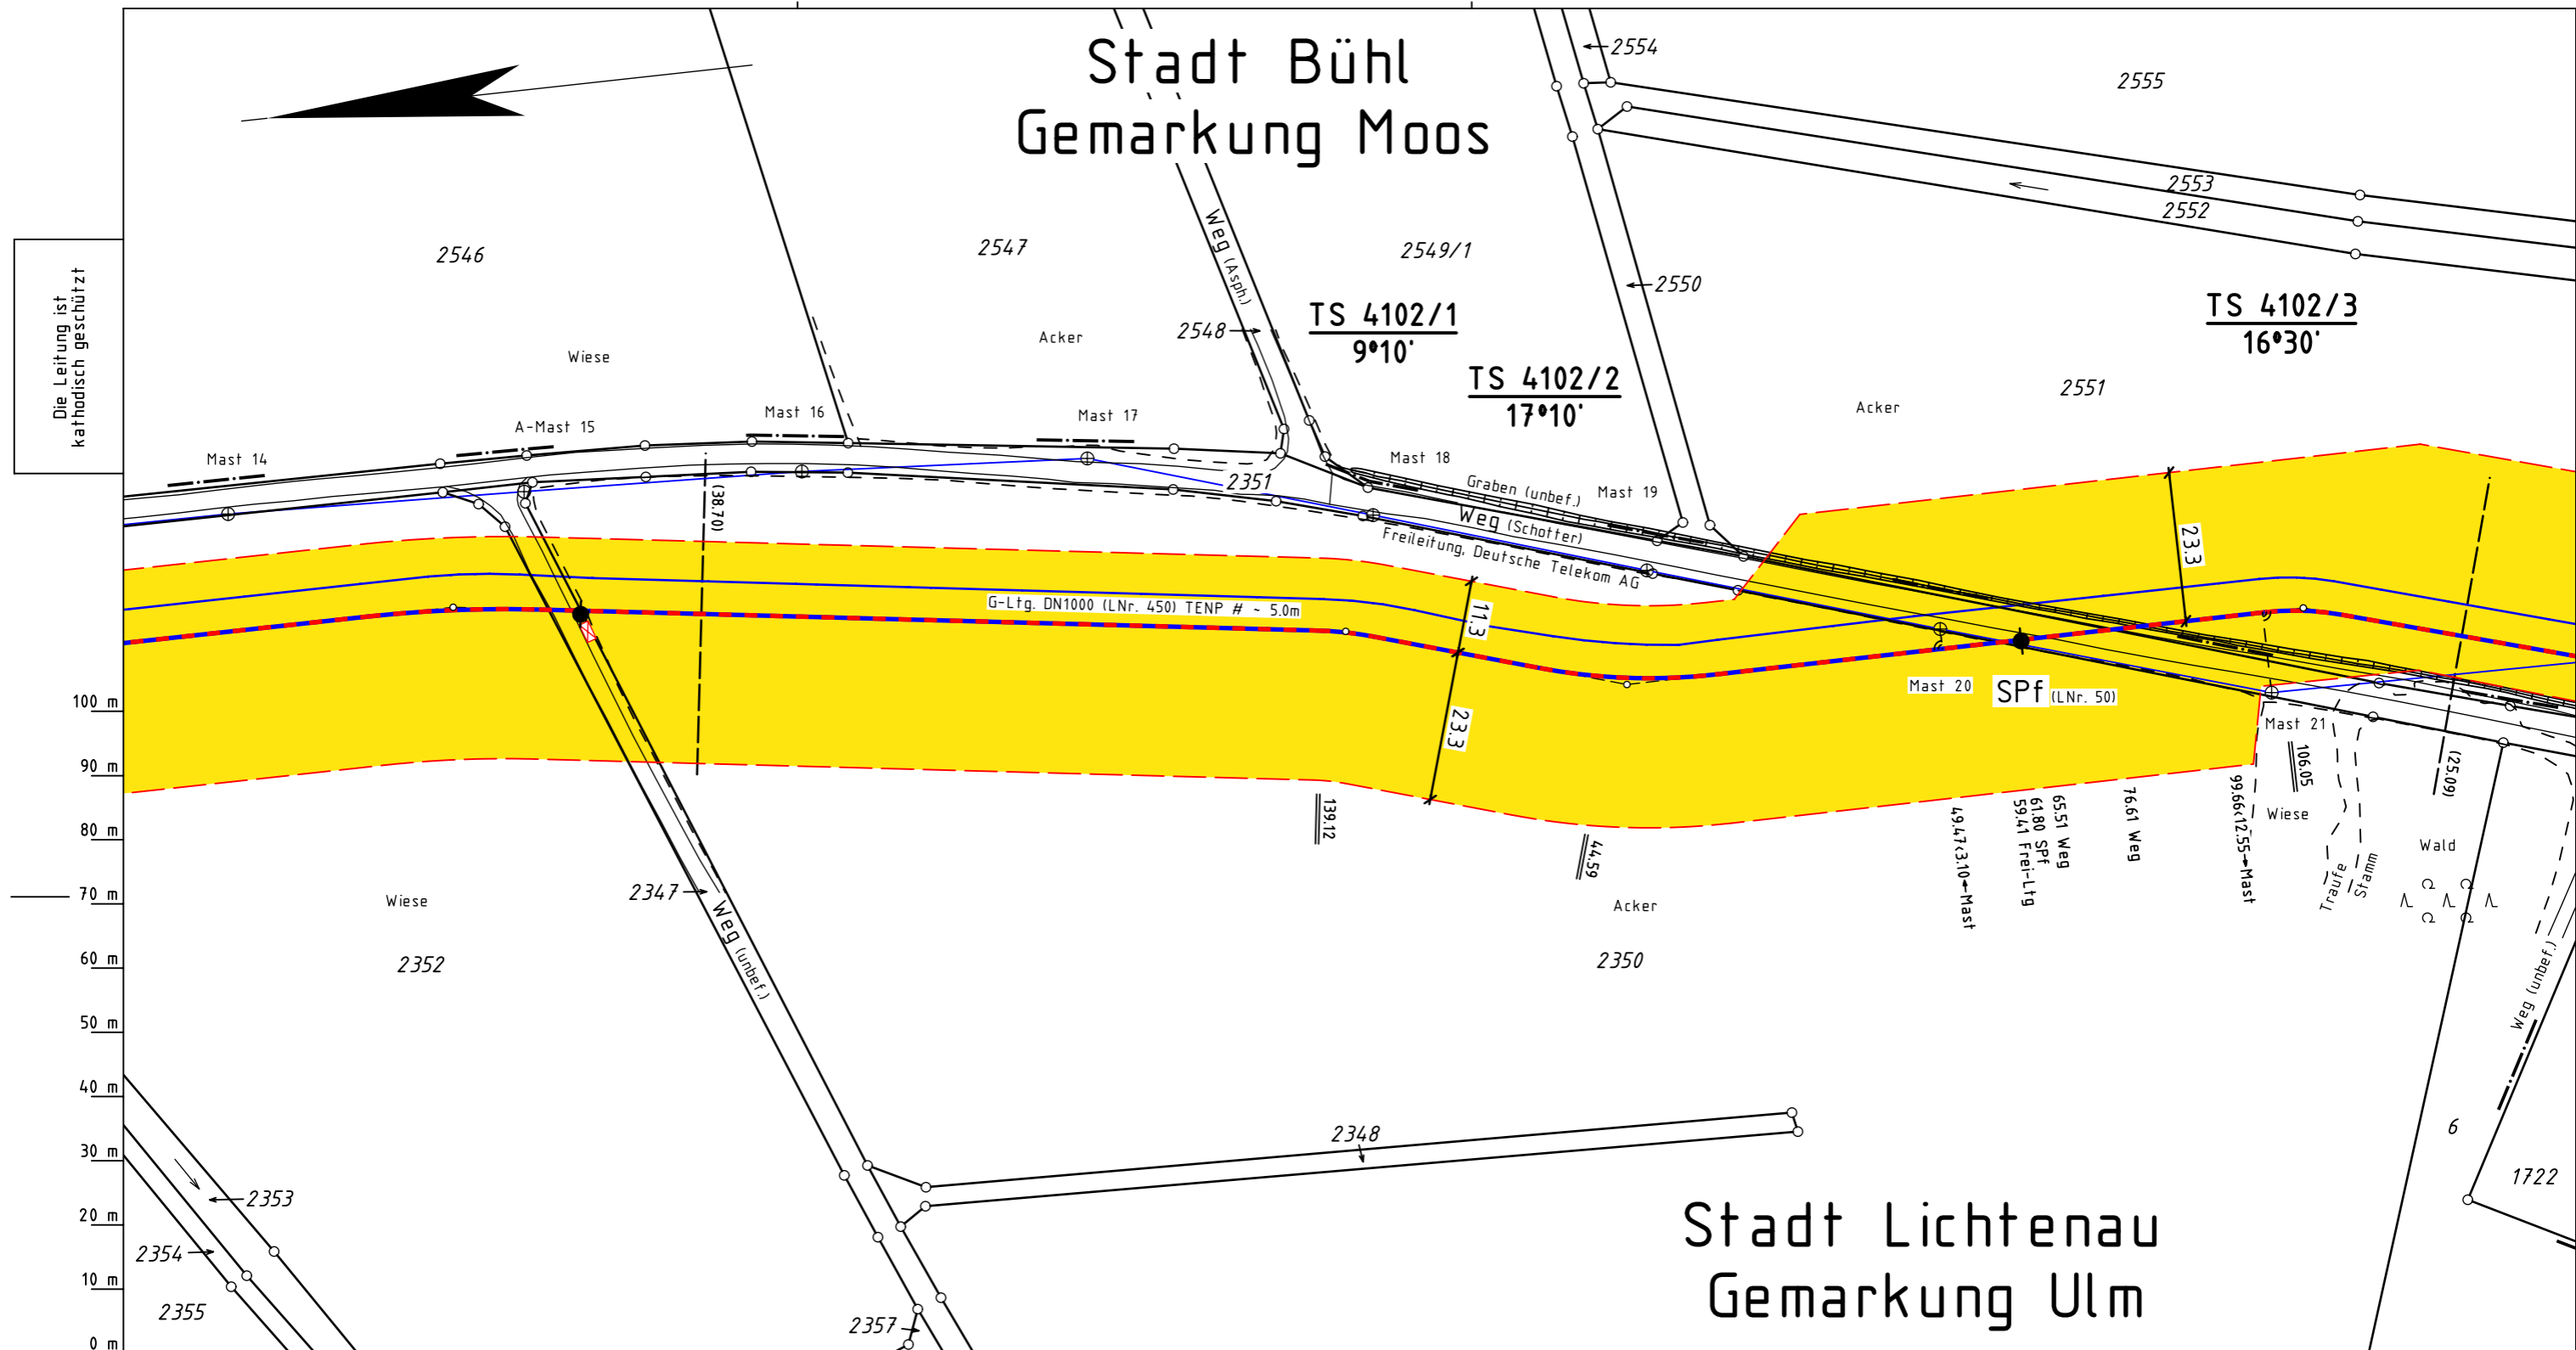 Stadt Bühl
Gemarkung Moos
2554
2555
2553
2552
2546
2547
2549/1
2550
Weg (Asph.)
2548
TS 4102/1
9°10'
TS 4102/2
17°10'
TS 4102/3
16°30'
2551
Acker
Acker
Wiese
Die Leitung ist
kathodisch geschützt
Mast 14
A-Mast 15
Mast 16
Mast 17
Mast 18
Mast 19
2351
Graben (unbef.)
Weg (Schotter)
Freileitung, Deutsche Telekom AG
(38.70)
G-Ltg. DN1000 (LNr. 450) TENP # ~ 5.0m
11.3
23.3
23.3
Mast 20
SPf (LNr. 50)
Mast 21
106.05
(25.09)
139.12
44.59
49.47<3.10←Mast
59.41 Frei-Ltg
61.80 SPf
65.51 Weg
76.61 Weg
99.66<12.55→Mast
Wiese
Traufe
Stamm
Wald
Weg (unbef.)
100 m
90 m
80 m
70 m
60 m
50 m
40 m
30 m
20 m
10 m
0 m
Wiese
2352
2347
Weg (unbef.)
Acker
2350
2348
2353
2354
2355
2357
6
1722
Stadt Lichtenau
Gemarkung Ulm